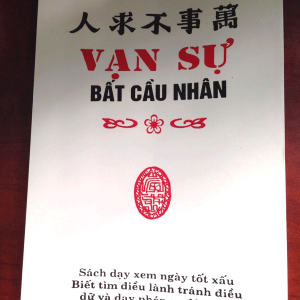 萬事不求人
VẠN SỰ
BẤT CẦU NHÂN
Sách dạy xem ngày tốt xấu
Biết tìm điều lành tránh điều
dữ và dạy